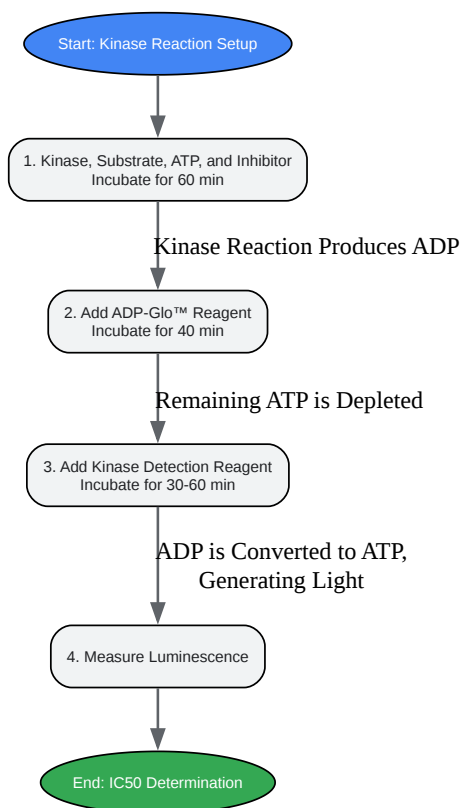 Start: Kinase Reaction Setup
1. Kinase, Substrate, ATP, and Inhibitor
Incubate for 60 min
Kinase Reaction Produces ADP
2. Add ADP-Glo™ Reagent
Incubate for 40 min
Remaining ATP is Depleted
3. Add Kinase Detection Reagent
Incubate for 30-60 min
ADP is Converted to ATP,
Generating Light
4. Measure Luminescence
End: IC50 Determination